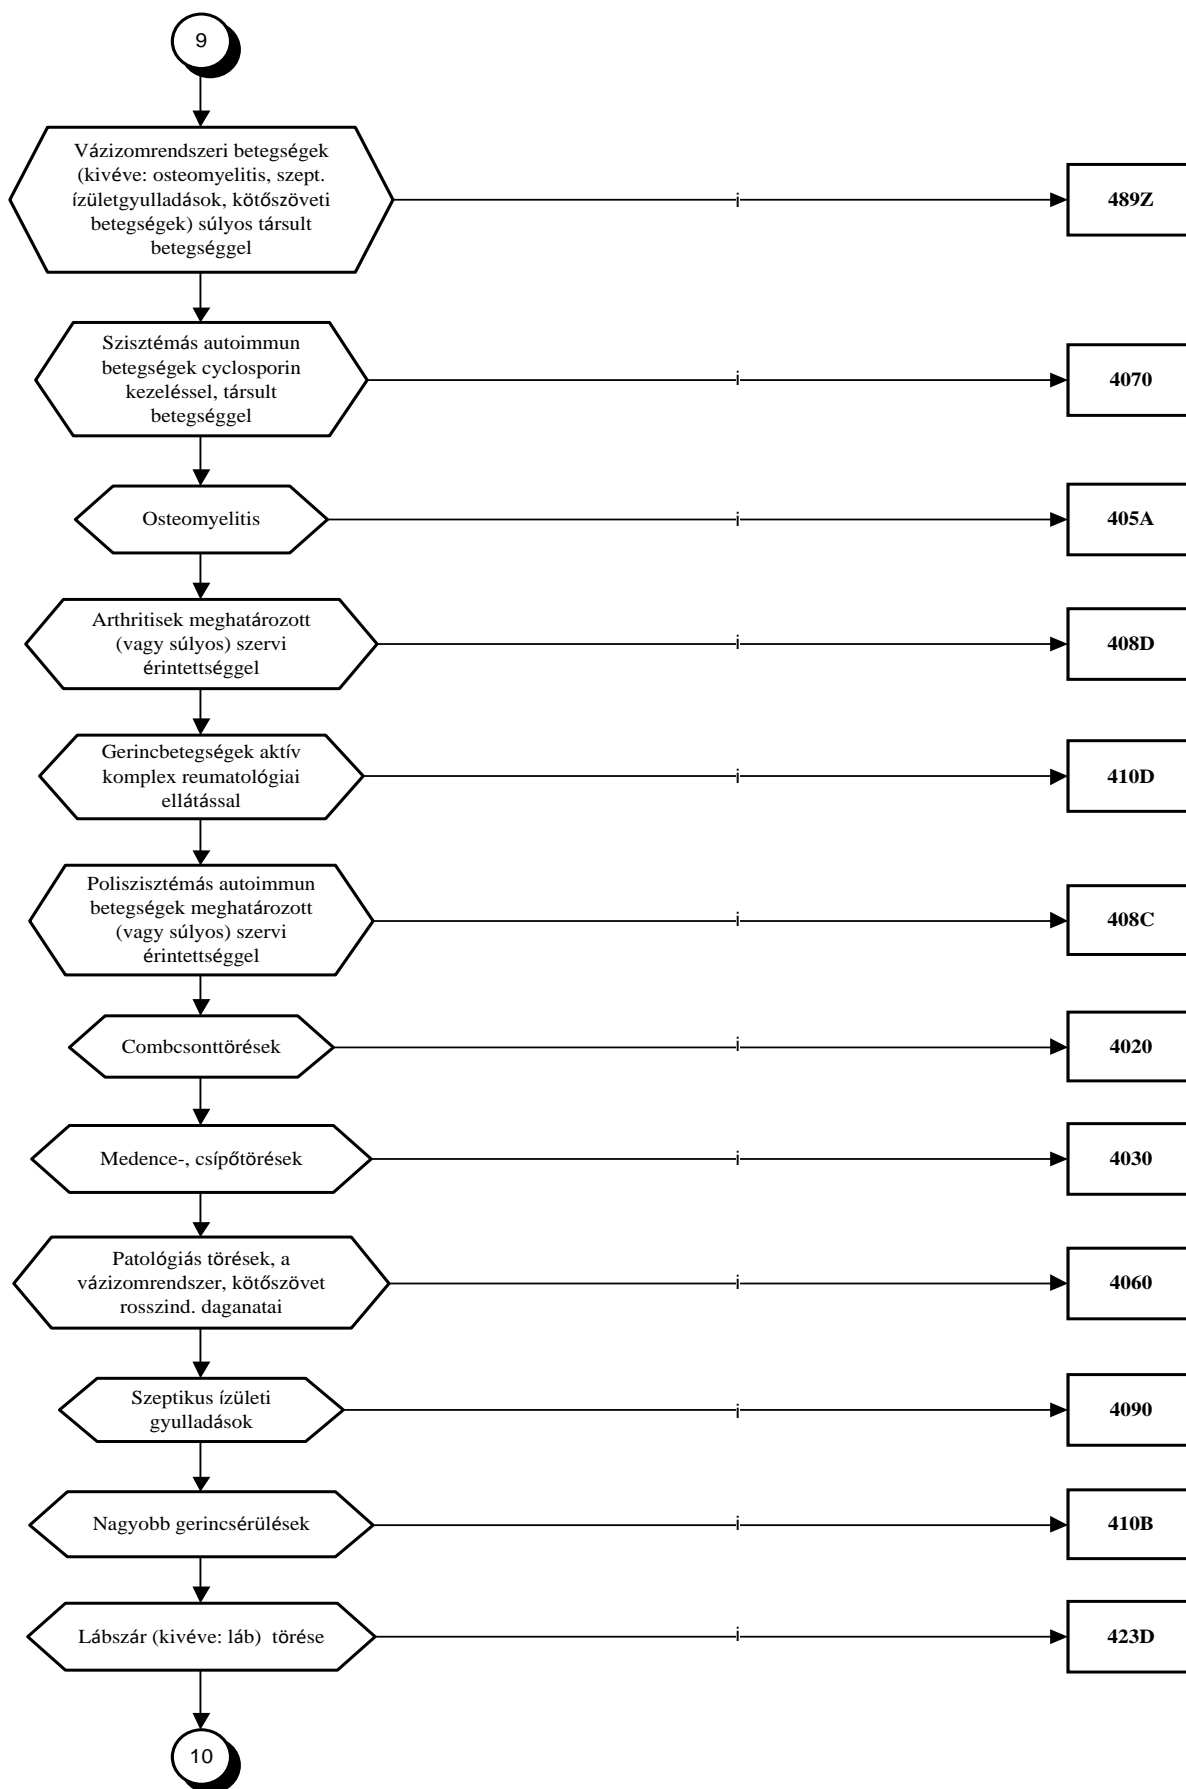 9
Vázizomrendszeri betegségek
(kivéve: osteomyelitis, szept.
ízületgyulladások, kötőszöveti
betegségek) súlyos társult
betegséggel
i
489Z
Szisztémás autoimmun
betegségek cyclosporin
kezeléssel, társult
betegséggel
i
4070
Osteomyelitis
i
405A
Arthritisek meghatározott
(vagy súlyos) szervi
érintettséggel
i
408D
Gerincbetegségek aktív
komplex reumatológiai
ellátással
i
410D
Poliszisztémás autoimmun
betegségek meghatározott
(vagy súlyos) szervi
érintettséggel
i
408C
Combcsonttörések
i
4020
Medence-, csípőtörések
i
4030
Patológiás törések, a
vázizomrendszer, kötőszövet
rosszind. daganatai
i
4060
Szeptikus ízületi
gyulladások
i
4090
Nagyobb gerincsérülések
i
410B
Lábszár (kivéve: láb) törése
i
423D
10